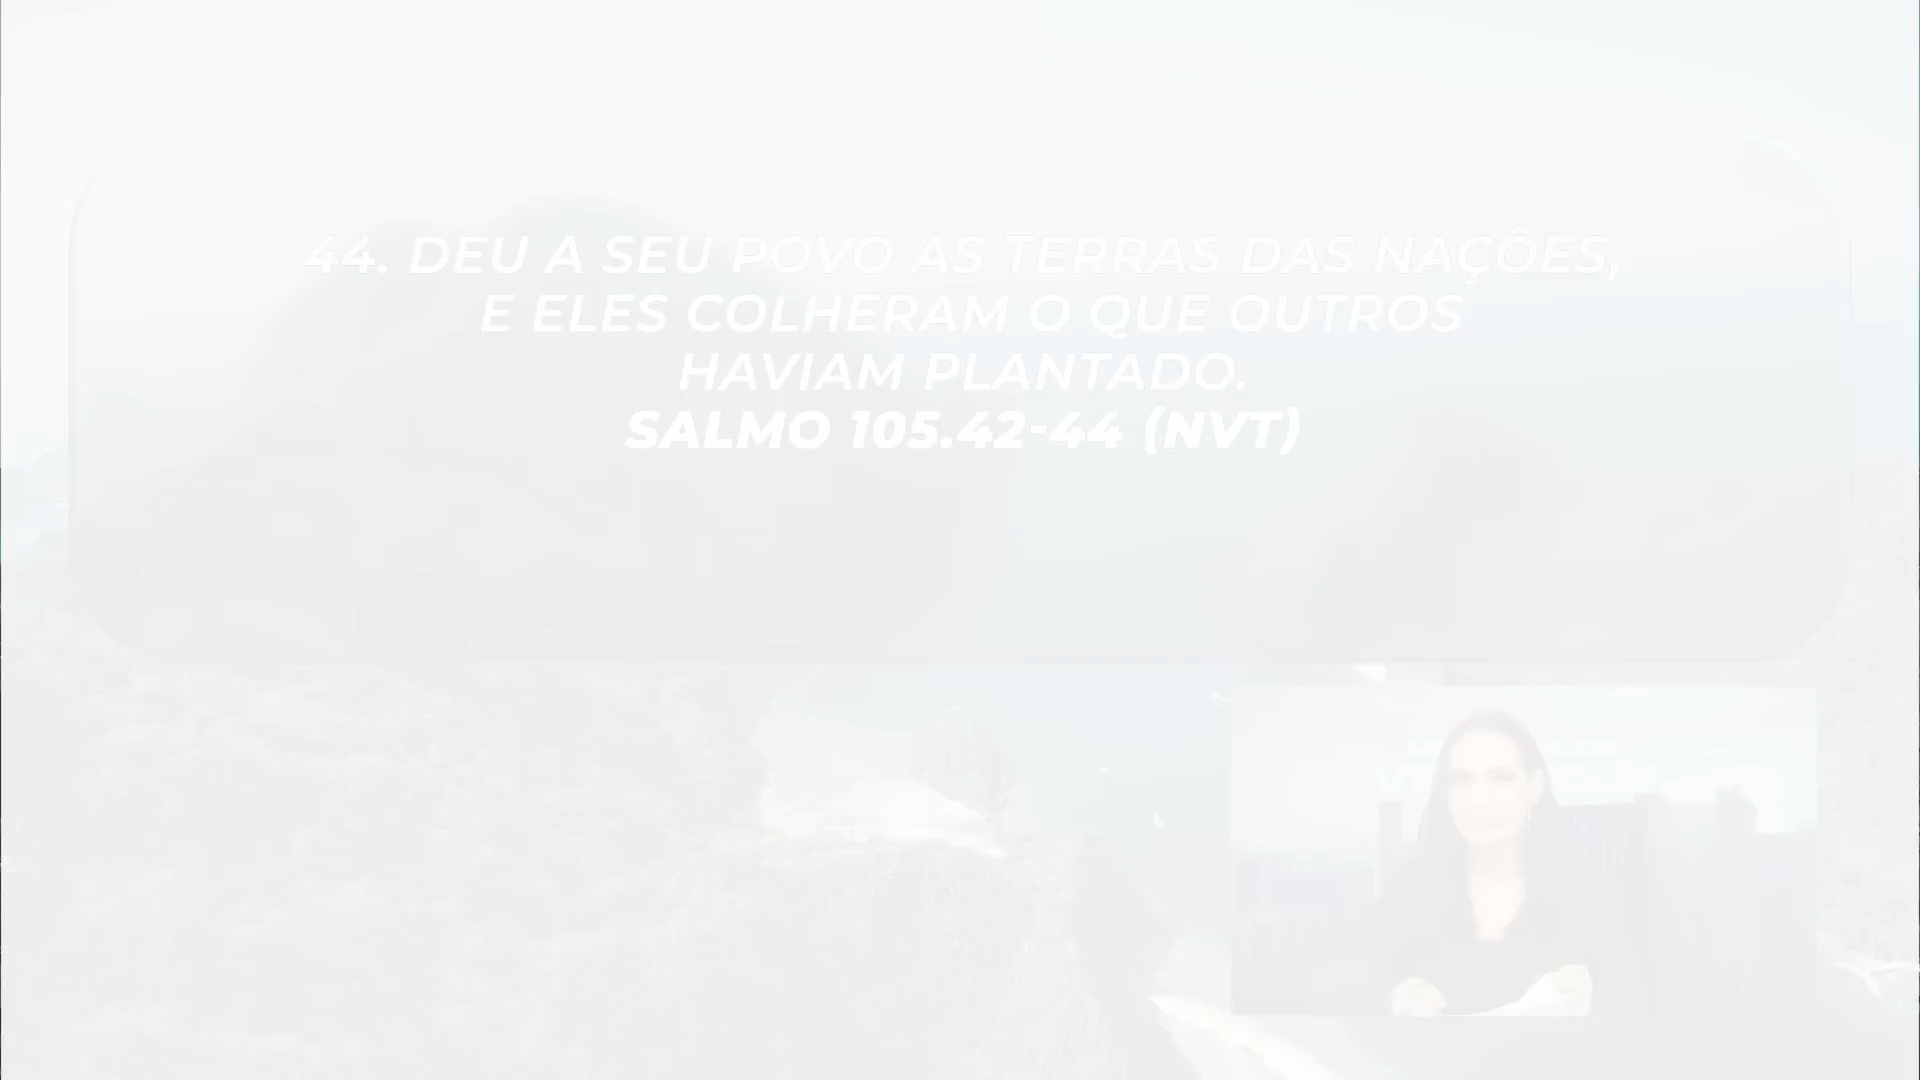 44. DEU A SEU POVO AS TERRAS DAS NAÇÕES,
E ELES COLHERAM O QUE OUTROS
HAVIAM PLANTADO.
SALMO 105.42-44 (NVT)